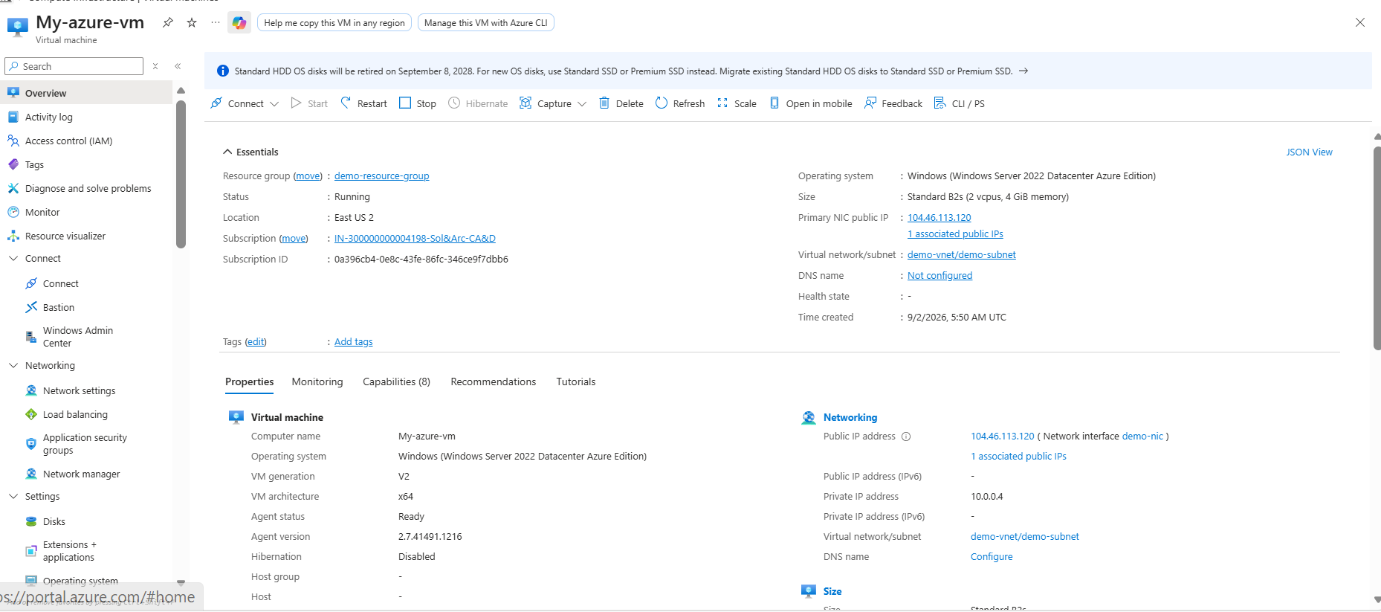 My-azure-vm
Help me copy this VM in any region
Manage this VM with Azure CLI
Virtual machine
Search
Overview
Activity log
Access control (IAM)
Tags
Diagnose and solve problems
Monitor
Resource visualizer
Connect
Connect
Bastion
Windows Admin
Center
Networking
Network settings
Load balancing
Application security
groups
Network manager
Settings
Disks
Extensions +
applications
Operating system
ps://portal.azure.com/#home
Standard HDD OS disks will be retired on September 8, 2028. For new OS disks, use Standard SSD or Premium SSD instead. Migrate existing Standard HDD OS disks to Standard SSD or Premium SSD. →
Connect Start Restart Stop Hibernate Capture Delete Refresh Scale Open in mobile Feedback CLI / PS
Essentials
JSON View
Resource group (move) : demo-resource-group
Status : Running
Location : East US 2
Subscription (move) : IN-300000000004198-Sol&Arc-CA&D
Subscription ID : 0a396cb4-0e8c-43fe-86fc-346ce9f7dbb6
Operating system : Windows (Windows Server 2022 Datacenter Azure Edition)
Size : Standard B2s (2 vcpus, 4 GiB memory)
Primary NIC public IP : 104.46.113.120
1 associated public IPs
Virtual network/subnet : demo-vnet/demo-subnet
DNS name : Not configured
Health state : -
Time created : 9/2/2026, 5:50 AM UTC
Tags (edit) : Add tags
Properties Monitoring Capabilities (8) Recommendations Tutorials
Virtual machine
Computer name My-azure-vm
Operating system Windows (Windows Server 2022 Datacenter Azure Edition)
VM generation V2
VM architecture x64
Agent status Ready
Agent version 2.7.41491.1216
Hibernation Disabled
Host group -
Host -
Networking
Public IP address 104.46.113.120 ( Network interface demo-nic )
1 associated public IPs
Public IP address (IPv6) -
Private IP address 10.0.0.4
Private IP address (IPv6) -
Virtual network/subnet demo-vnet/demo-subnet
DNS name Configure
Size
Size Standard B2s